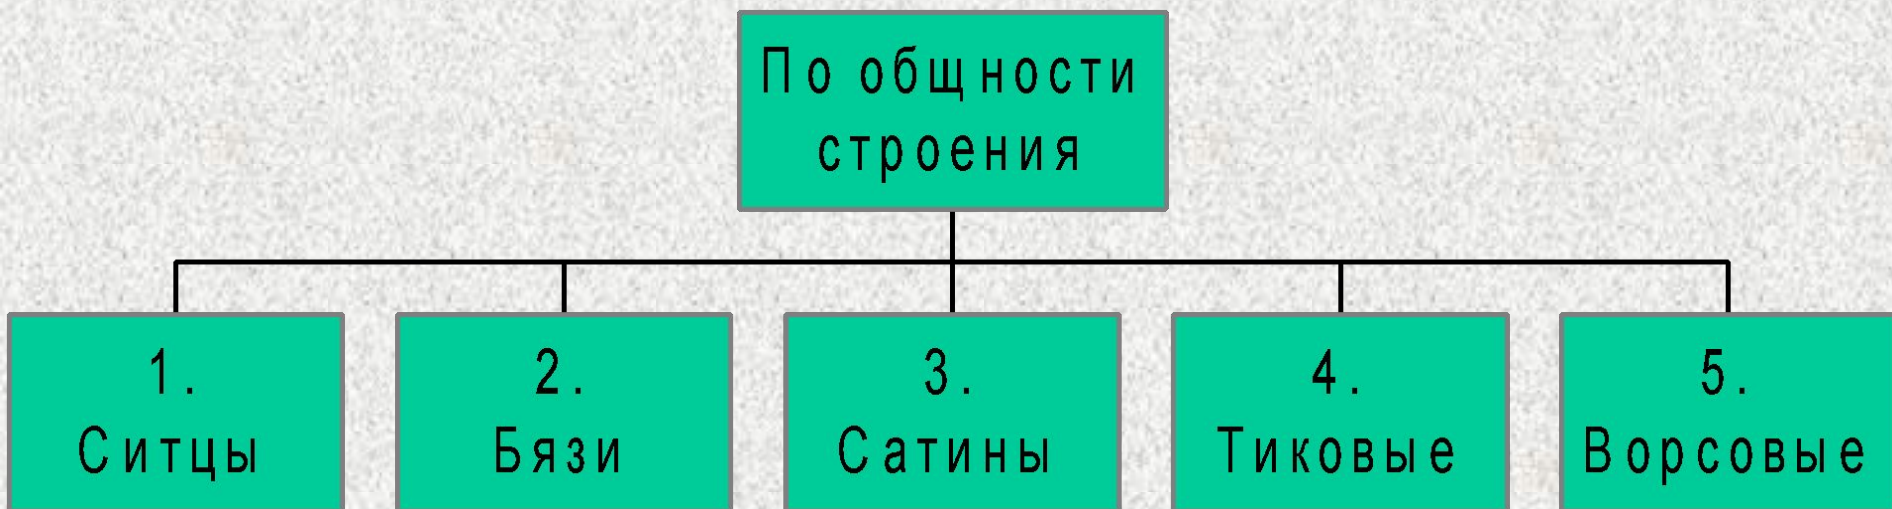 По общности
строения
1.
Ситцы
2.
Бязи
3.
Сатины
4.
Тиковые
5.
Ворсовые